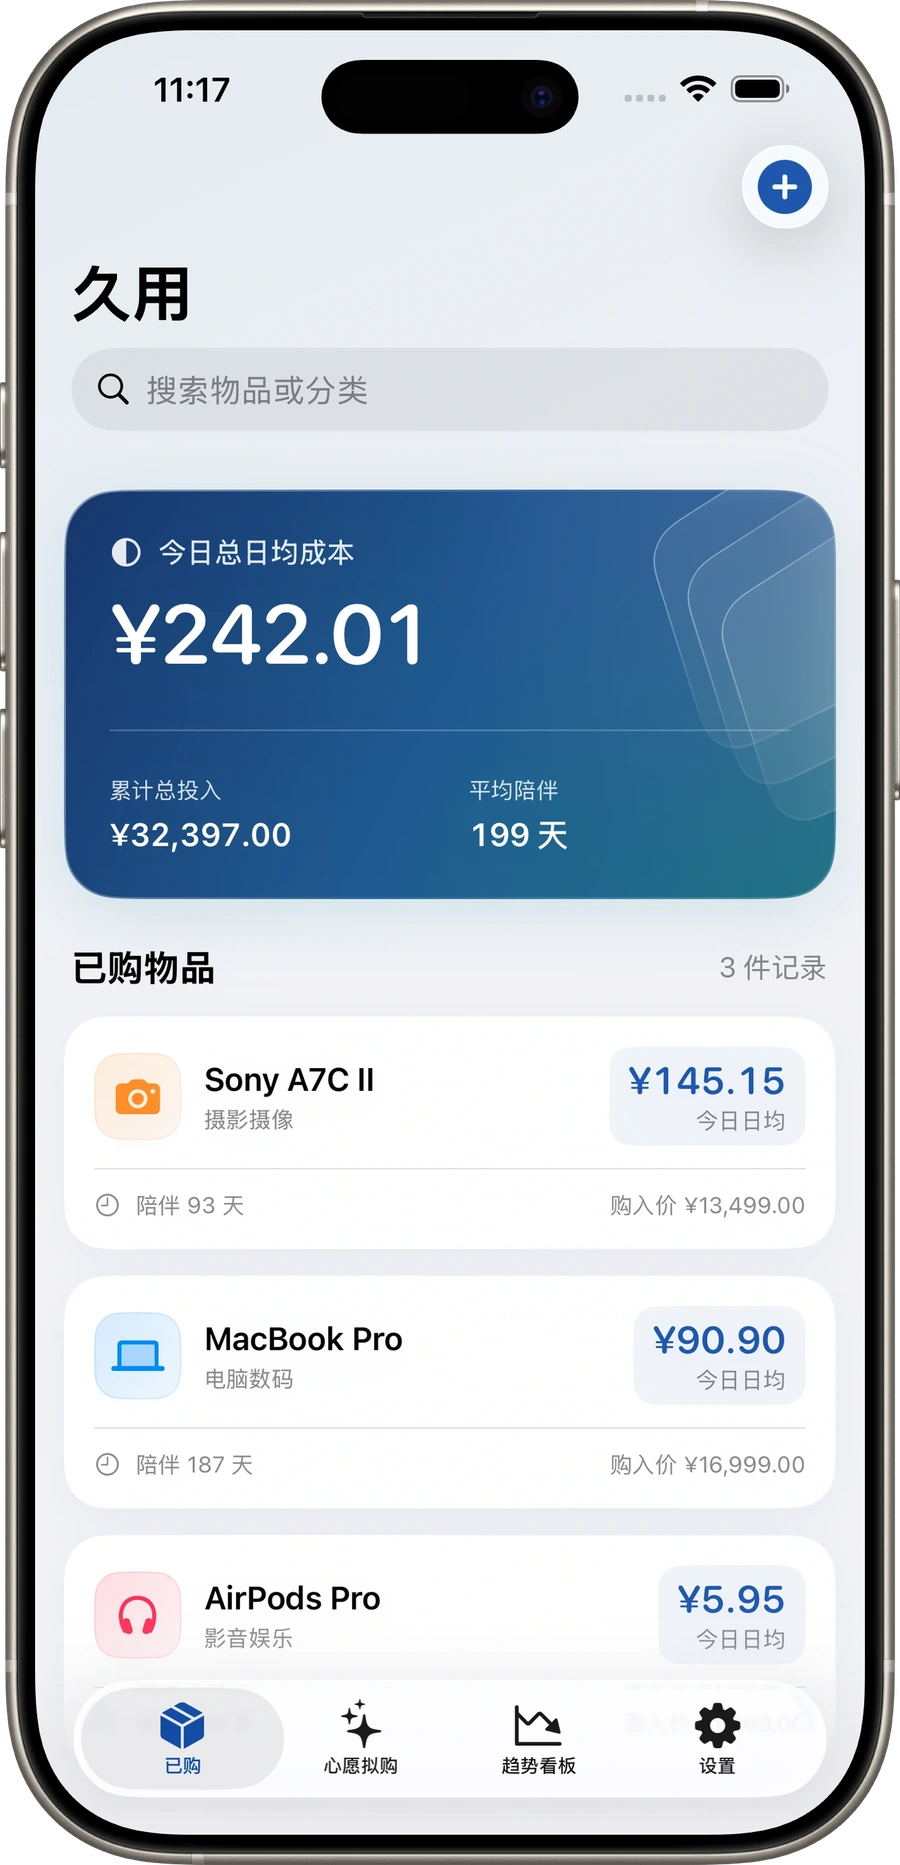 11:17
久用
搜索物品或分类
今日总日均成本
¥242.01
累计总投入
平均陪伴
¥32,397.00
199 天
已购物品
3 件记录
Sony A7C II
¥145.15
摄影摄像
今日日均
陪伴 93 天
购入价 ¥13,499.00
MacBook Pro
¥90.90
电脑数码
今日日均
陪伴 187 天
购入价 ¥16,999.00
AirPods Pro
¥5.95
影音娱乐
今日日均
已购
心愿拟购
趋势看板
设置